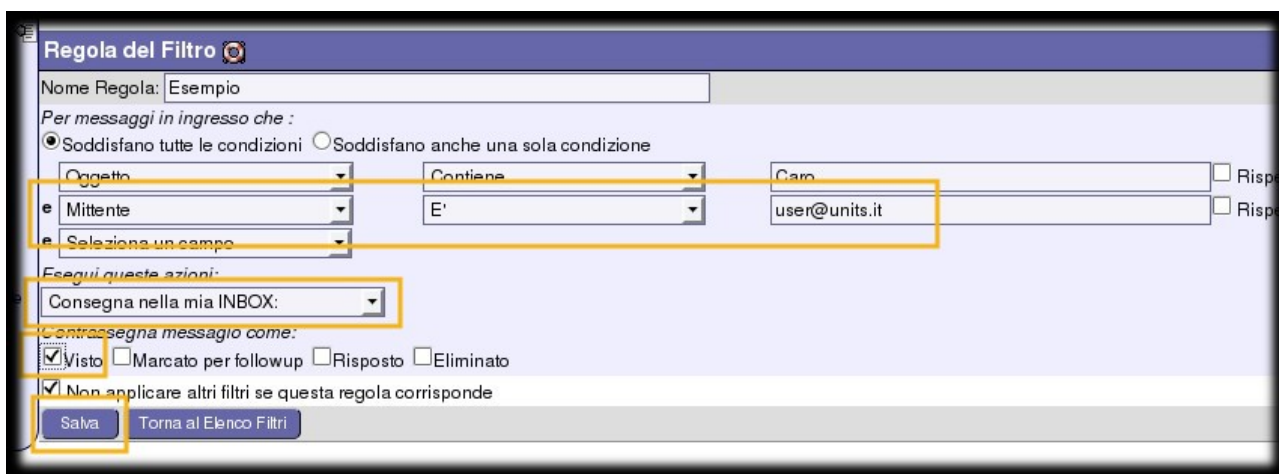 Regola del Filtro
Nome Regola: Esempio
Per messaggi in ingresso che :
Soddisfano tutte le condizioni Soddisfano anche una sola condizione
Oggetto Contiene Caro
e Mittente E' user@units.it
e Seleziona un campo
Esegui queste azioni:
Consegna nella mia INBOX:
Contrassegna messagio come:
Visto Marcato per followup Risposto Eliminato
Non applicare altri filtri se questa regola corrisponde
Salva Torna al Elenco Filtri